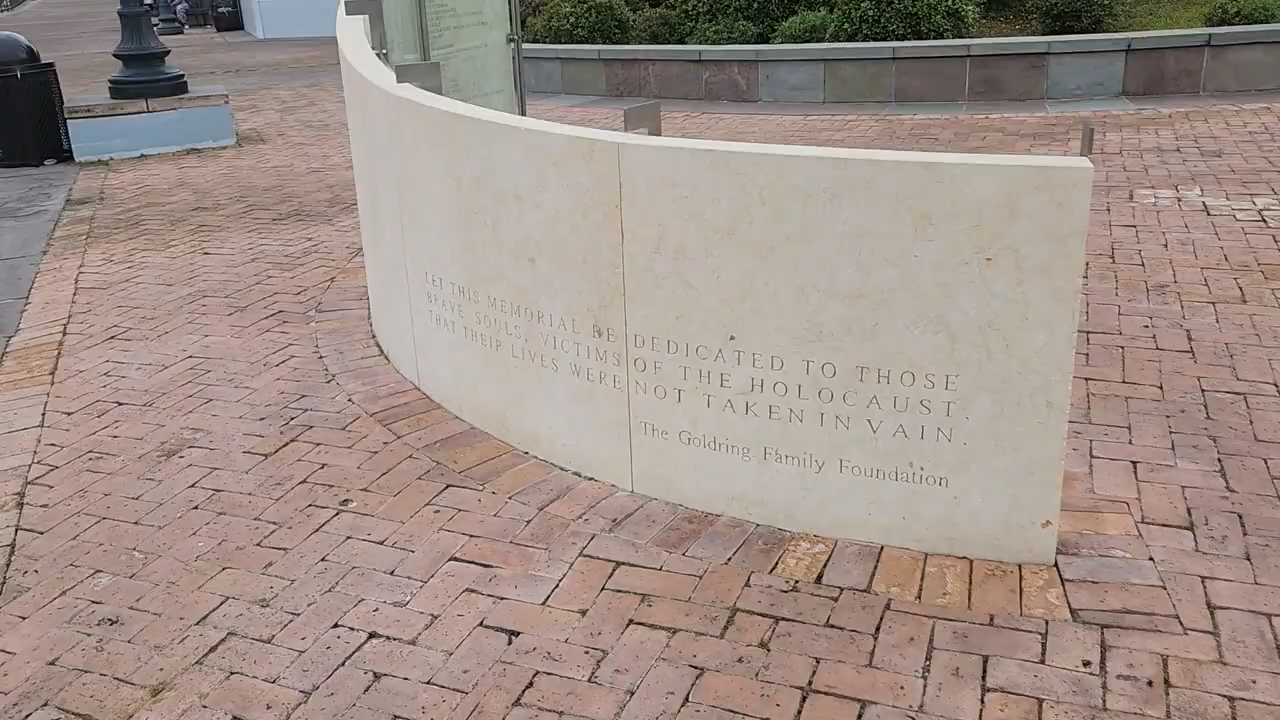 LET THIS MEMORIAL BE DEDICATED TO THOSE
BRAVE SOULS, VICTIMS OF THE HOLOCAUST,
THAT THEIR LIVES WERE NOT TAKEN IN VAIN.
The Goldring Family Foundation